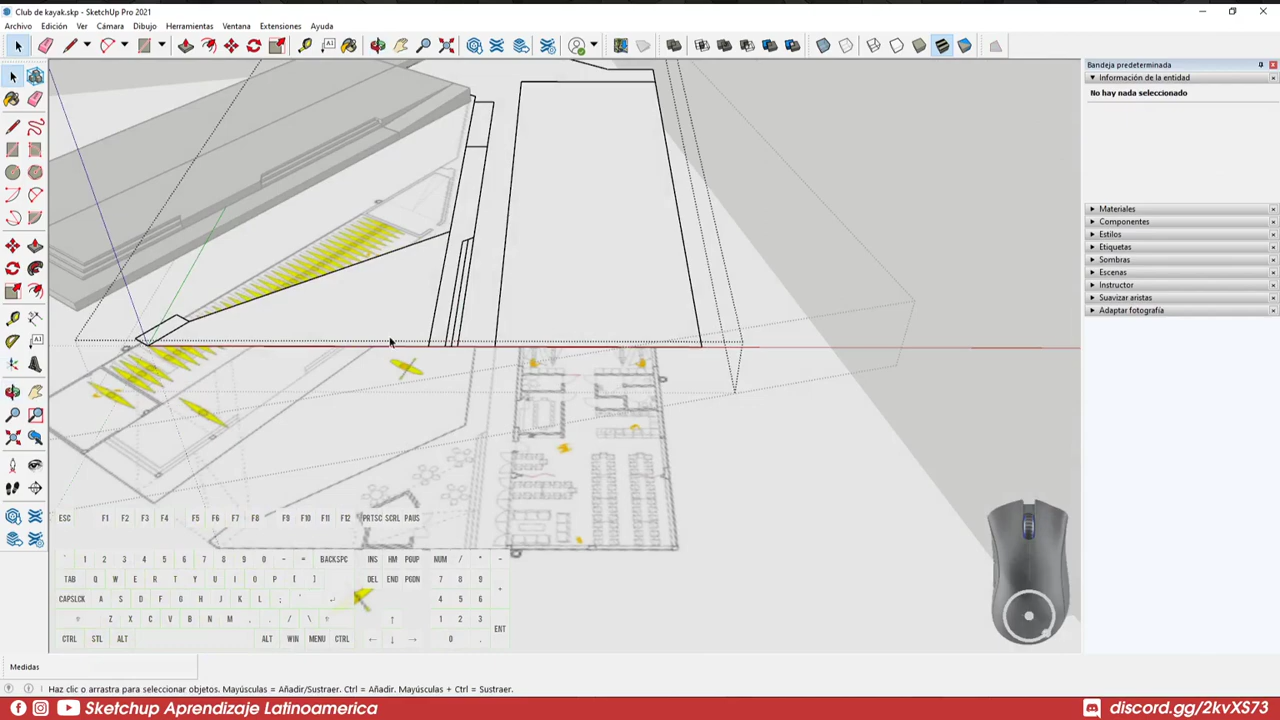 Club de kayak.skp - SketchUp Pro 2021
Archivo Edición Ver Cámara Dibujo Herramientas Ventana Extensiones Ayuda
Bandeja predeterminada
Información de la entidad
No hay nada seleccionado
Materiales
Componentes
Estilos
Etiquetas
Sombras
Escenas
Instructor
Suavizar aristas
Adaptar fotografía
ESC F1 F2 F3 F4 F5 F6 F7 F8 F9 F10 F11 F12 PRTSC SCRL PAUS
` 1 2 3 4 5 6 7 8 9 0 - = BACKSPC INS HM PGUP NUM / * -
TAB Q W E R T Y U I O P [ ] DEL END PGDN 7 8 9
CAPSLCK A S D F G H J K L ; ' ↵ 4 5 6 +
⇧ Z X C V B N M , . / \ ⇧ ↑ 1 2 3
CTRL STL ALT ALT WIN MENU CTRL ← ↓ → 0 . ENT
Medidas
Haz clic o arrastra para seleccionar objetos. Mayúsculas = Añadir/Sustraer. Ctrl = Añadir. Mayúsculas + Ctrl = Sustraer.
Sketchup Aprendizaje Latinoamerica
discord.gg/2kvXS73